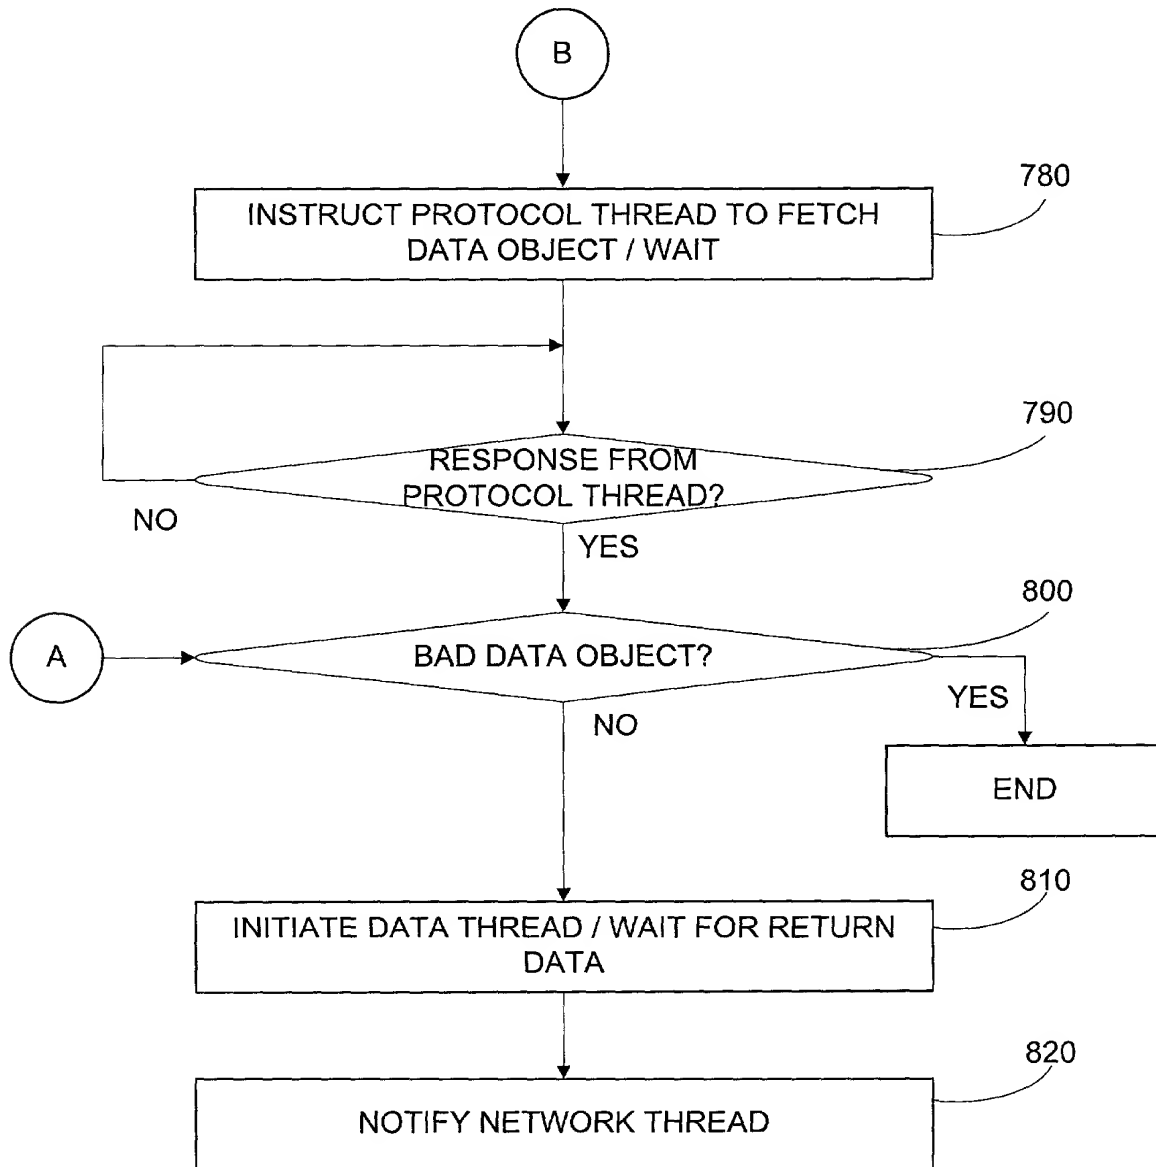 B
780
INSTRUCT PROTOCOL THREAD TO FETCH
DATA OBJECT / WAIT
790
RESPONSE FROM
PROTOCOL THREAD?
NO
YES
800
A
BAD DATA OBJECT?
YES
NO
END
810
INITIATE DATA THREAD / WAIT FOR RETURN
DATA
820
NOTIFY NETWORK THREAD